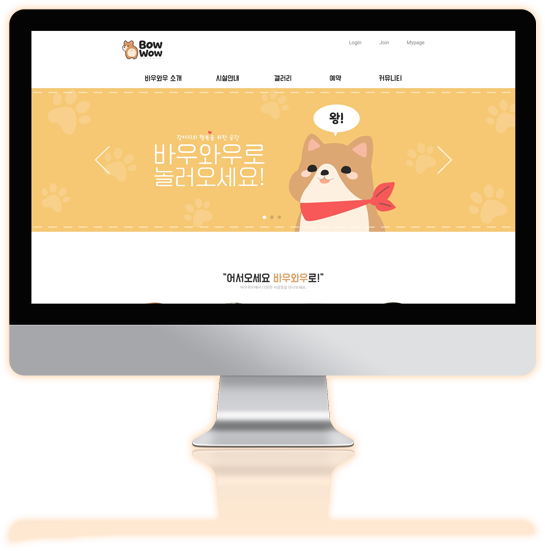 Bow
Wow
Login Join Mypage
바우와우 소개 시설안내 갤러리 예약 커뮤니티
왕!
강아지의 행복을 위한 공간
바우와우로
놀러오세요!
"어서오세요 바우와우로!"